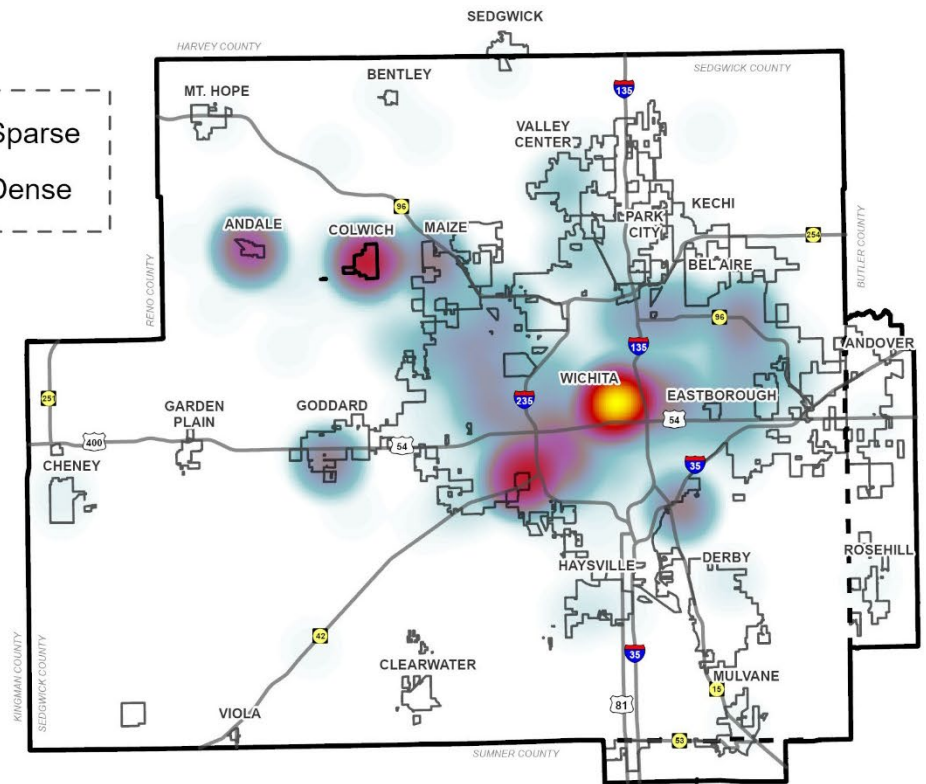 SEDGWICK
HARVEY COUNTY
SEDGWICK COUNTY
BENTLEY
MT. HOPE
135
Sparse
Dense
VALLEY
CENTER
ANDALE
COLWICH
96
MAIZE
PARK
CITY
KECHI
254
BEL AIRE
RENO COUNTY
BUTLER COUNTY
96
135
ANDOVER
WICHITA
EASTBOROUGH
251
235
54
GARDEN
PLAIN
GODDARD
400
54
CHENEY
35
HAYSVILLE
DERBY
ROSEHILL
42
35
KINGMAN COUNTY
SEDGWICK COUNTY
CLEARWATER
MULVANE
15
81
VIOLA
53
SUMNER COUNTY